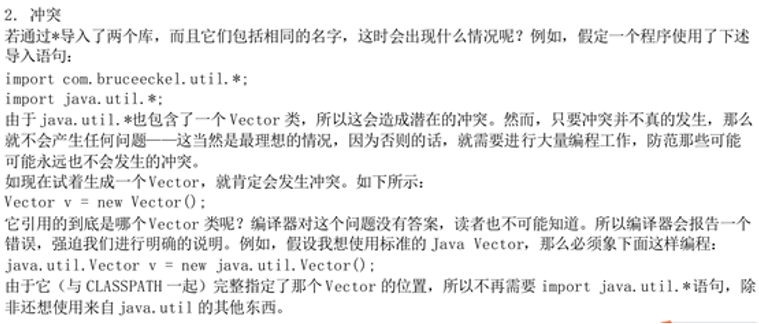 2. 冲突
若通过*导入了两个库，而且它们包括相同的名字，这时会出现什么情况呢？例如，假定一个程序使用了下述
导入语句：
import com.bruceeckel.util.*;
import java.util.*;
由于 java.util.*也包含了一个 Vector 类，所以这会造成潜在的冲突。然而，只要冲突并不真的发生，那么
就不会产生任何问题——这当然是最理想的情况，因为否则的话，就需要进行大量编程工作，防范那些可能
可能永远也不会发生的冲突。
如现在试着生成一个Vector，就肯定会发生冲突。如下所示：
Vector v = new Vector();
它引用的到底是哪个Vector 类呢？编译器对这个问题没有答案，读者也不可能知道。所以编译器会报告一个
错误，强迫我们进行明确的说明。例如，假设我想使用标准的 Java Vector，那么必须象下面这样编程：
java.util.Vector v = new java.util.Vector();
由于它（与 CLASSPATH 一起）完整指定了那个Vector 的位置，所以不再需要 import java.util.*语句，除
非还想使用来自java.util 的其他东西。